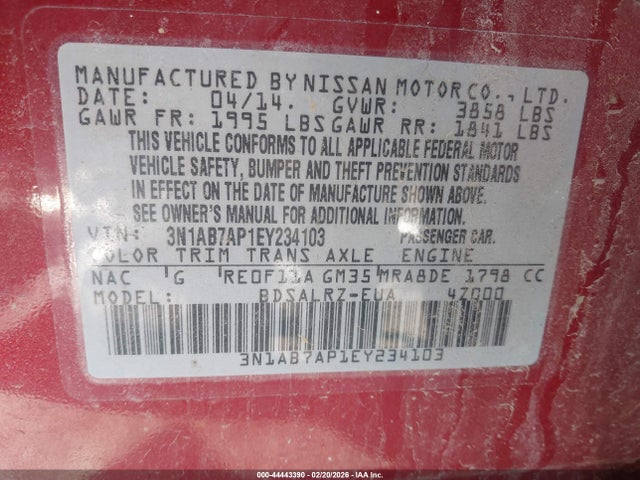 MANUFACTURED BY NISSAN MOTOR CO., LTD.
DATE: 04/14. GVWR: 3858 LBS
GAWR FR: 1995 LBS GAWR RR: 1841 LBS
THIS VEHICLE CONFORMS TO ALL APPLICABLE FEDERAL MOTOR
VEHICLE SAFETY, BUMPER AND THEFT PREVENTION STANDARDS
IN EFFECT ON THE DATE OF MANUFACTURE SHOWN ABOVE.
SEE OWNER'S MANUAL FOR ADDITIONAL INFORMATION.
VIN: 3N1AB7AP1EY234103 PASSENGER CAR.
COLOR TRIM TRANS AXLE ENGINE
NAC G RE0F11A GM35 MRA8DE 1798 CC
MODEL: BDSALRZ-EUA 4Z000
3N1AB7AP1EY234103
000-44443390 - 02/20/2026 - IAA Inc.